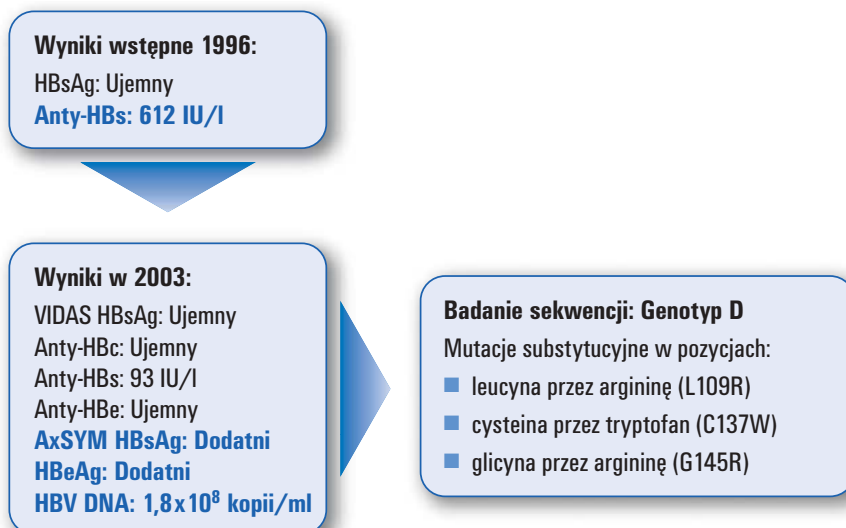 Wyniki wstępne 1996:
HBsAg: Ujemny
Anty-HBs: 612 IU/l
Wyniki w 2003:
VIDAS HBsAg: Ujemny
Anty-HBc: Ujemny
Anty-HBs: 93 IU/l
Anty-HBe: Ujemny
AxSYM HBsAg: Dodatni
HBeAg: Dodatni
HBV DNA: 1,8x10⁸ kopii/ml
Badanie sekwencji: Genotyp D
Mutacje substytucyjne w pozycjach:
■ leucyna przez argininę (L109R)
■ cysteina przez tryptofan (C137W)
■ glicyna przez argininę (G145R)